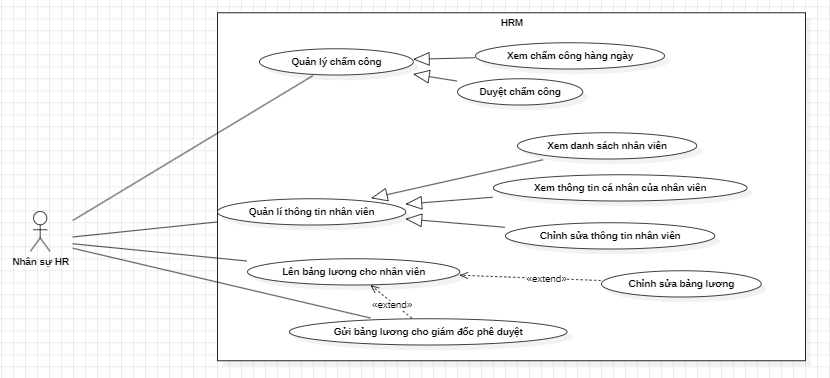 HRM
Quản lý chấm công
Xem chấm công hàng ngày
Duyệt chấm công
Xem danh sách nhân viên
Xem thông tin cá nhân của nhân viên
Quản lí thông tin nhân viên
Chỉnh sửa thông tin nhân viên
Nhân sự HR
Lên bảng lương cho nhân viên
«extend»
Chỉnh sửa bảng lương
«extend»
Gửi bảng lương cho giám đốc phê duyệt